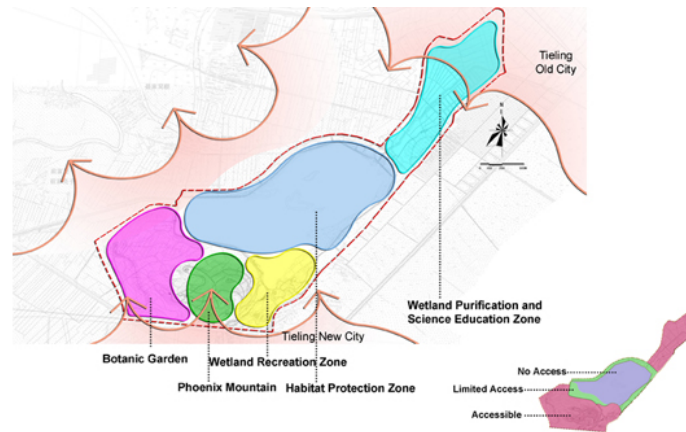 Tieling
Old City
N
Wetland Purification and
Science Education Zone
Tieling New City
Botanic Garden
Wetland Recreation Zone
Phoenix Mountain
Habitat Protection Zone
No Access
Limited Access
Accessible